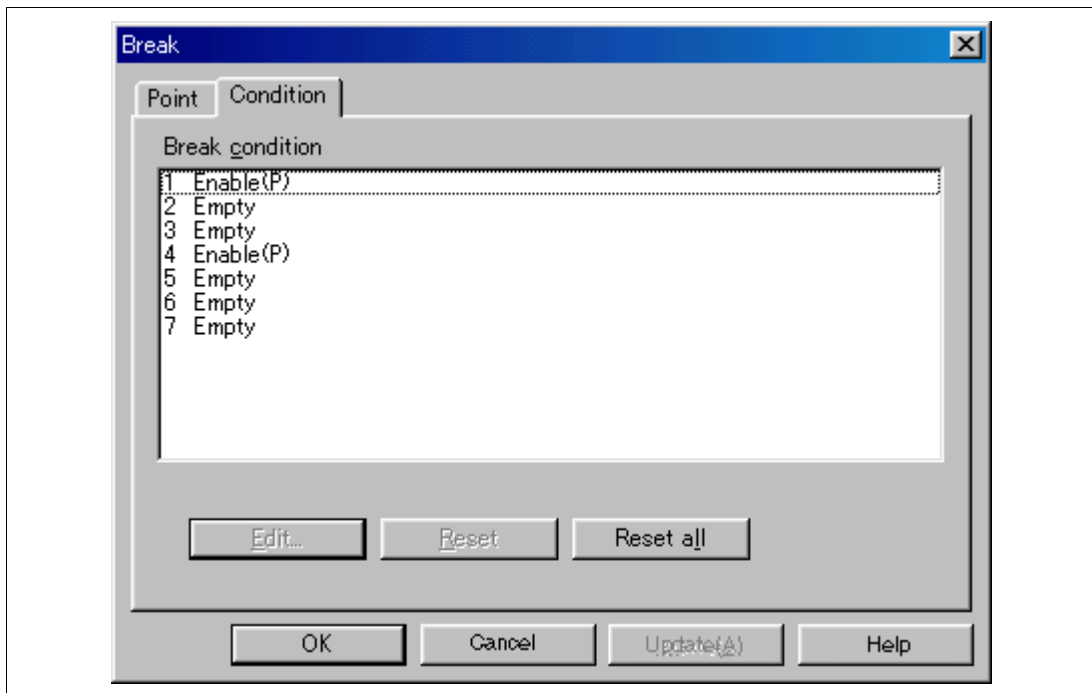 Break
Point Condition
Break condition
1 Enable(P)
2 Empty
3 Empty
4 Enable(P)
5 Empty
6 Empty
7 Empty
Edit... Reset Reset all
OK Cancel Update(A) Help